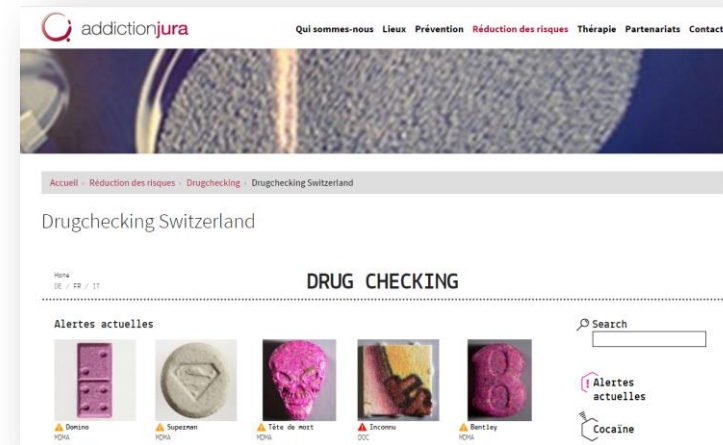 addictionjura
Qui sommes-nous Lieux Prévention Réduction des risques Thérapie Partenariats Contact
Accueil › Réduction des risques › Drugchecking › Drugchecking Switzerland
Drugchecking Switzerland
Home
DE / FR / IT
DRUG CHECKING
Alertes actuelles
Search
Domino
MDMA
Superman
MDMA
Tête de mort
MDMA
Inconnu
DOC
Bentley
MDMA
Alertes
actuelles
Cocaïne